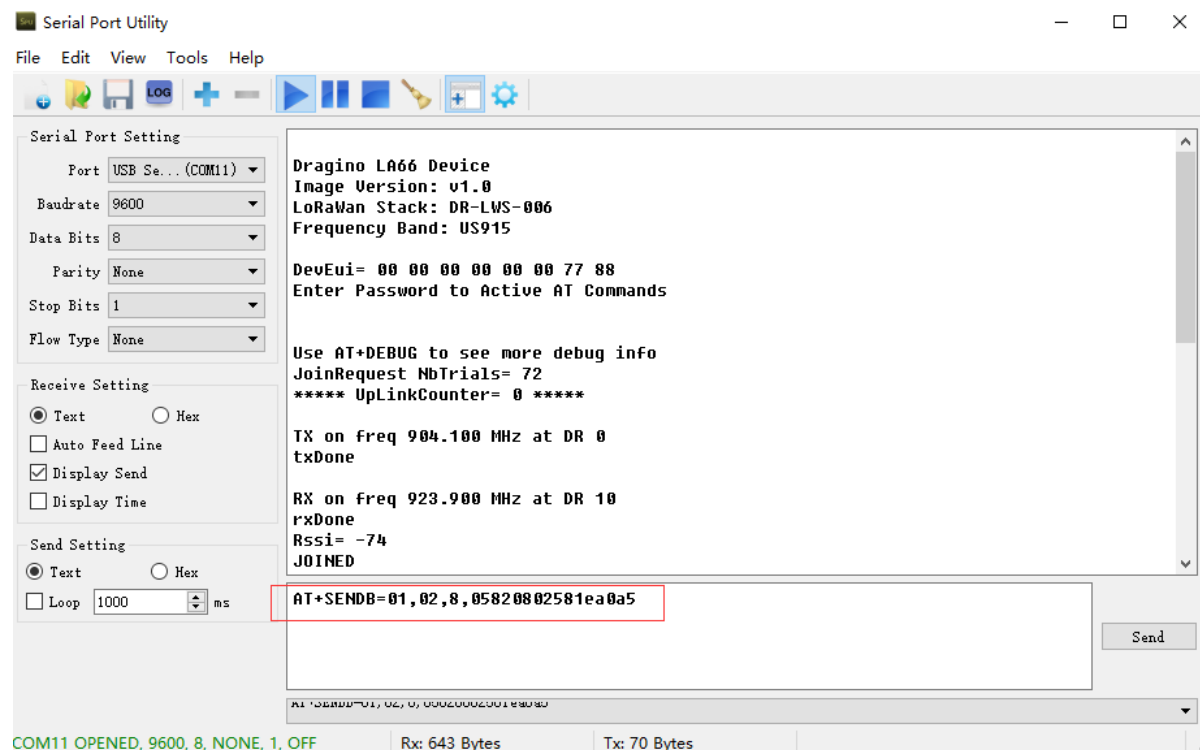 Serial Port Utility
File Edit View Tools Help
LOG
Serial Port Setting
Port USB Se...(COM11)
Baudrate 9600
Data Bits 8
Parity None
Stop Bits 1
Flow Type None
Receive Setting
Text Hex
Auto Feed Line
Display Send
Display Time
Send Setting
Text Hex
Loop 1000 ms
Dragino LA66 Device
Image Version: v1.0
LoRaWan Stack: DR-LWS-006
Frequency Band: US915
DevEui= 00 00 00 00 00 00 77 88
Enter Password to Active AT Commands
Use AT+DEBUG to see more debug info
JoinRequest NbTrials= 72
***** UpLinkCounter= 0 *****
TX on freq 904.100 MHz at DR 0
txDone
RX on freq 923.900 MHz at DR 10
rxDone
Rssi= -74
JOINED
AT+SENDB=01,02,8,05820802581ea0a5
Send
COM11 OPENED, 9600, 8, NONE, 1, OFF
Rx: 643 Bytes
Tx: 70 Bytes